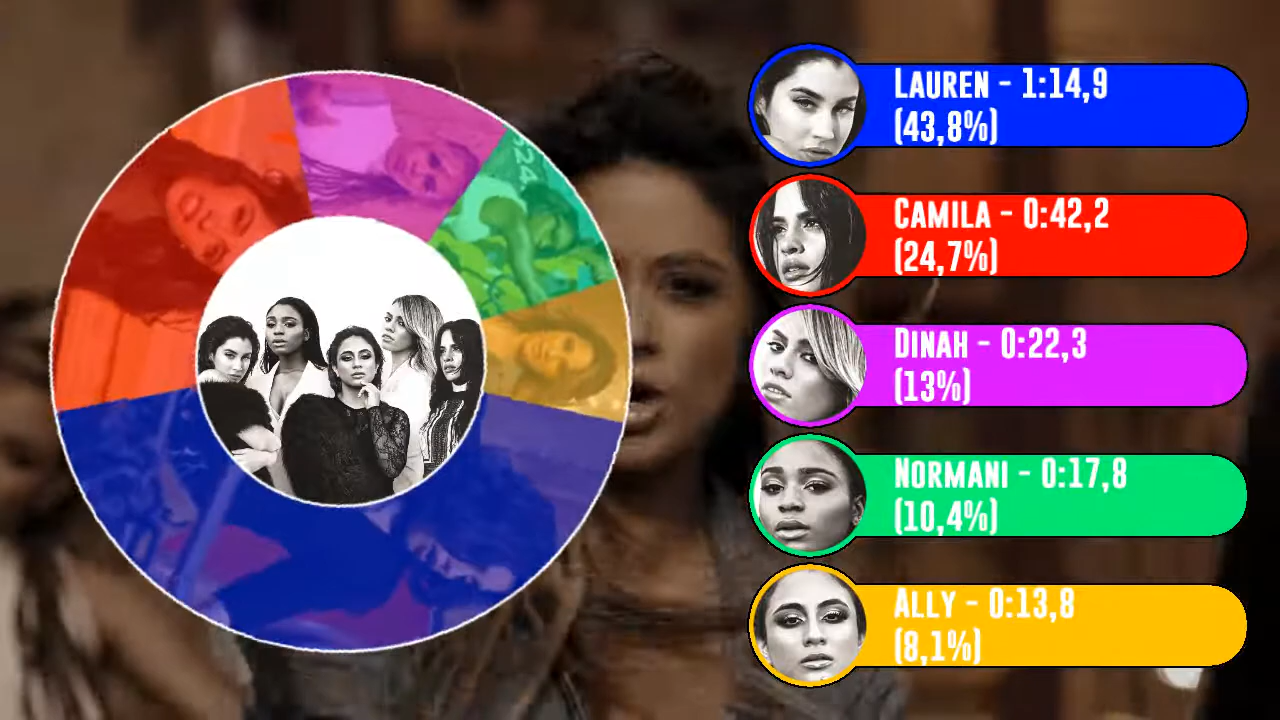 Lauren - 1:14,9
(43,8%)
Camila - 0:42,2
(24,7%)
Dinah - 0:22,3
(13%)
Normani - 0:17,8
(10,4%)
Ally - 0:13,8
(8,1%)